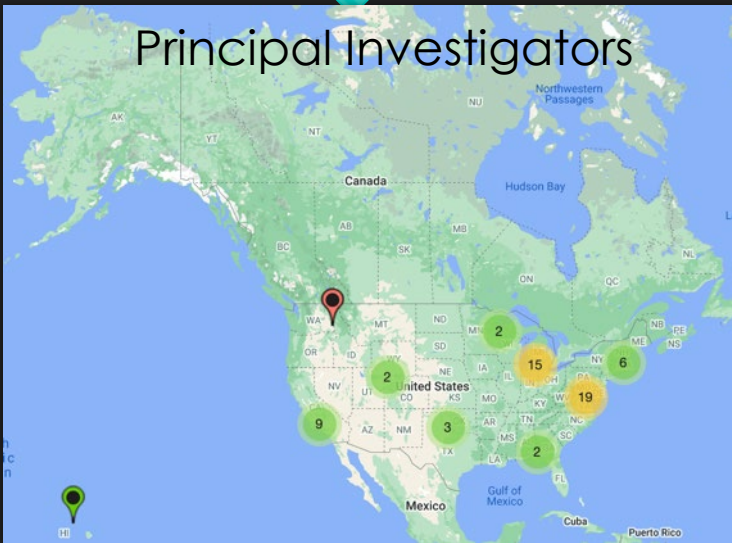 Principal Investigators
Northwestern
Passages
NU
AK
YT
NT
Canada
Hudson Bay
AB
MB
BC
SK
NL
ON
QC
WA
MT
ND
MN
2
NB
PE
ME
NS
OR
ID
SD
WY
15
NY
6
2
NE
IA
IL
IN
OH
PA
NV
UT
United States
CO
KS
MO
KY
WV
19
9
3
TN
NC
AZ
NM
AR
SC
MS
2
TX
LA
FL
Gulf of
Mexico
Mexico
HI
Cuba
Puerto Rico